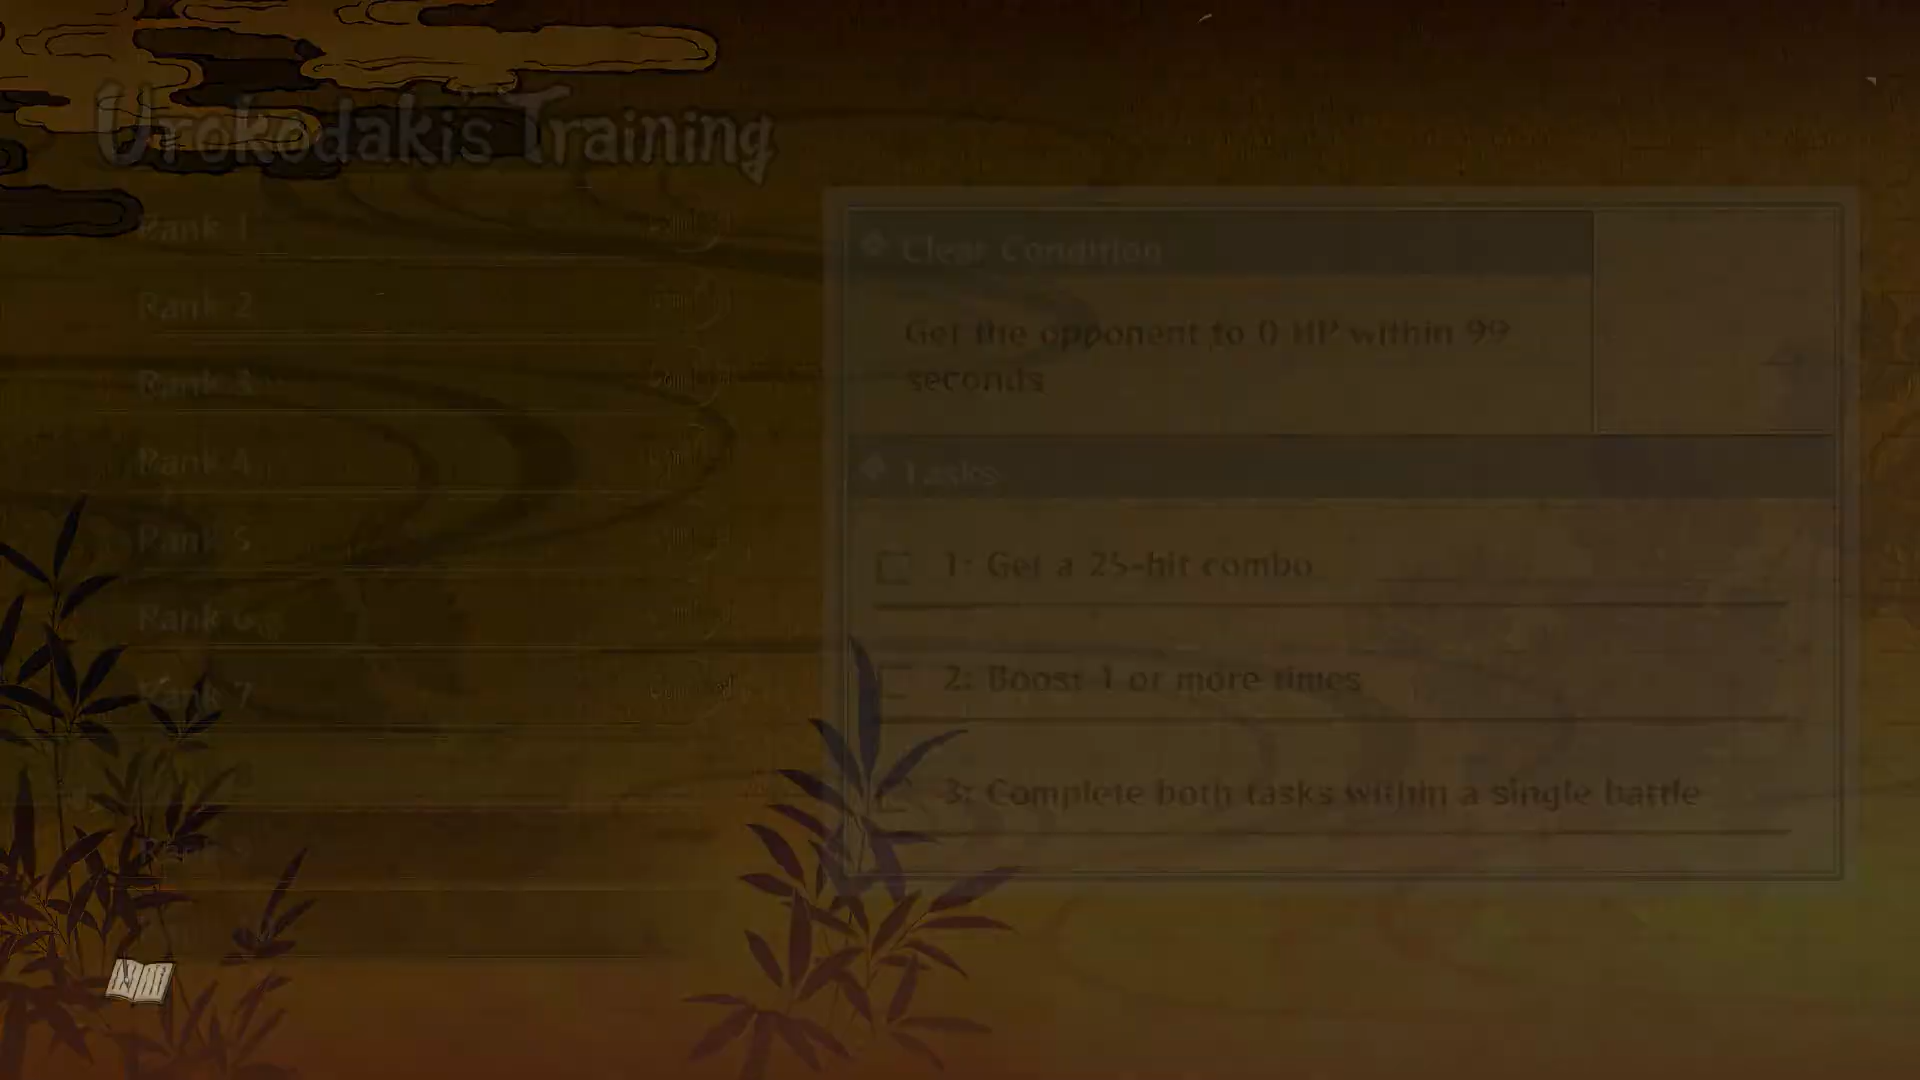 Urokodaki's Training
Rank 1
Rank 2
Rank 3
Rank 4
Rank 5
Rank 6
Rank 7
Clear Condition
Get the opponent to 0 HP within 99
seconds
Tasks
1: Get a 25-hit combo
2: Boost 1 or more times
3: Complete both tasks within a single battle